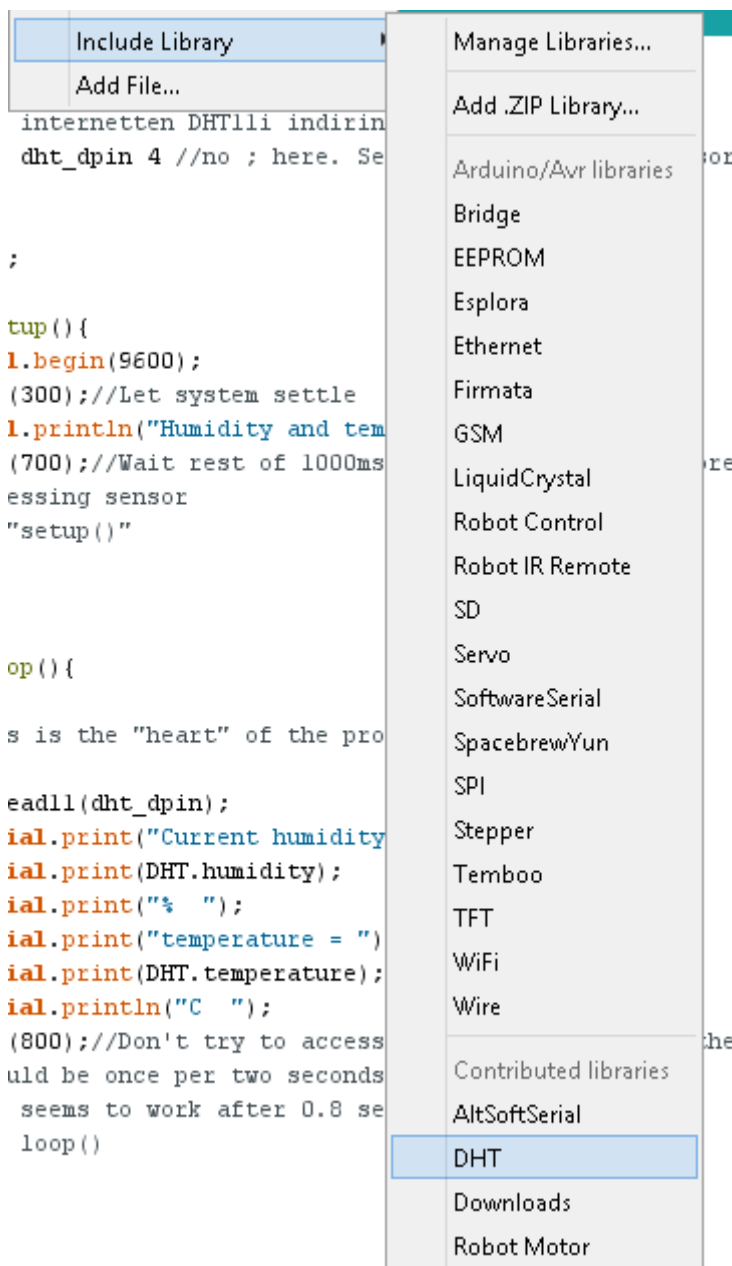 Include Library
Add File...
internetten DHT11li indirin
dht_dpin 4 //no ; here. Se
;
tup(){
l.begin(9600);
(300);//Let system settle
l.println("Humidity and tem
(700);//Wait rest of 1000ms
essing sensor
"setup()"
op(){
s is the "heart" of the pro
ead11(dht_dpin);
ial.print("Current humidity
ial.print(DHT.humidity);
ial.print("%  ");
ial.print("temperature = ")
ial.print(DHT.temperature);
ial.println("C  ");
(800);//Don't try to access
uld be once per two seconds
seems to work after 0.8 se
loop()
Manage Libraries...
Add .ZIP Library...
Arduino/Avr libraries
Bridge
EEPROM
Esplora
Ethernet
Firmata
GSM
LiquidCrystal
Robot Control
Robot IR Remote
SD
Servo
SoftwareSerial
SpacebrewYun
SPI
Stepper
Temboo
TFT
WiFi
Wire
Contributed libraries
AltSoftSerial
DHT
Downloads
Robot Motor
or
re
he